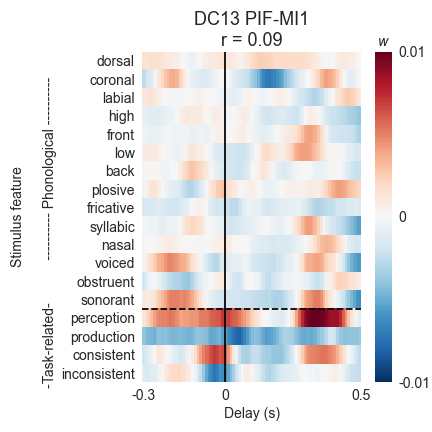 DC13 PIF-MI1
r = 0.09
w
dorsal
coronal
labial
high
front
low
back
plosive
fricative
syllabic
nasal
voiced
obstruent
sonorant
perception
production
consistent
inconsistent
Stimulus feature
---------- Phonological ----------
-Task-related-
-0.3
0
0.5
Delay (s)
0.01
0
-0.01